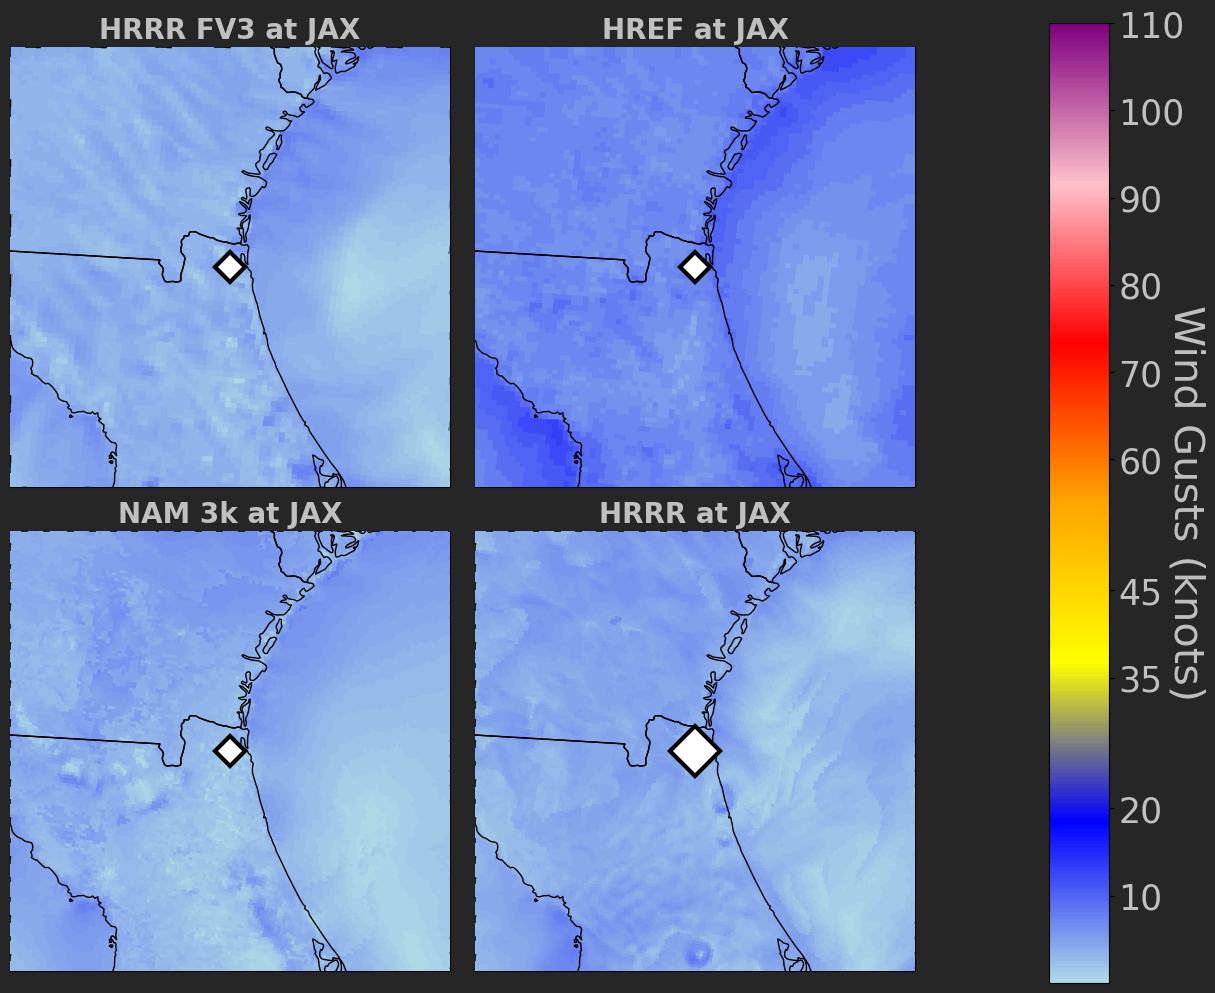 HRRR FV3 at JAX
HREF at JAX
NAM 3k at JAX
HRRR at JAX
110
100
90
80
70
60
45
35
20
10
Wind Gusts (knots)